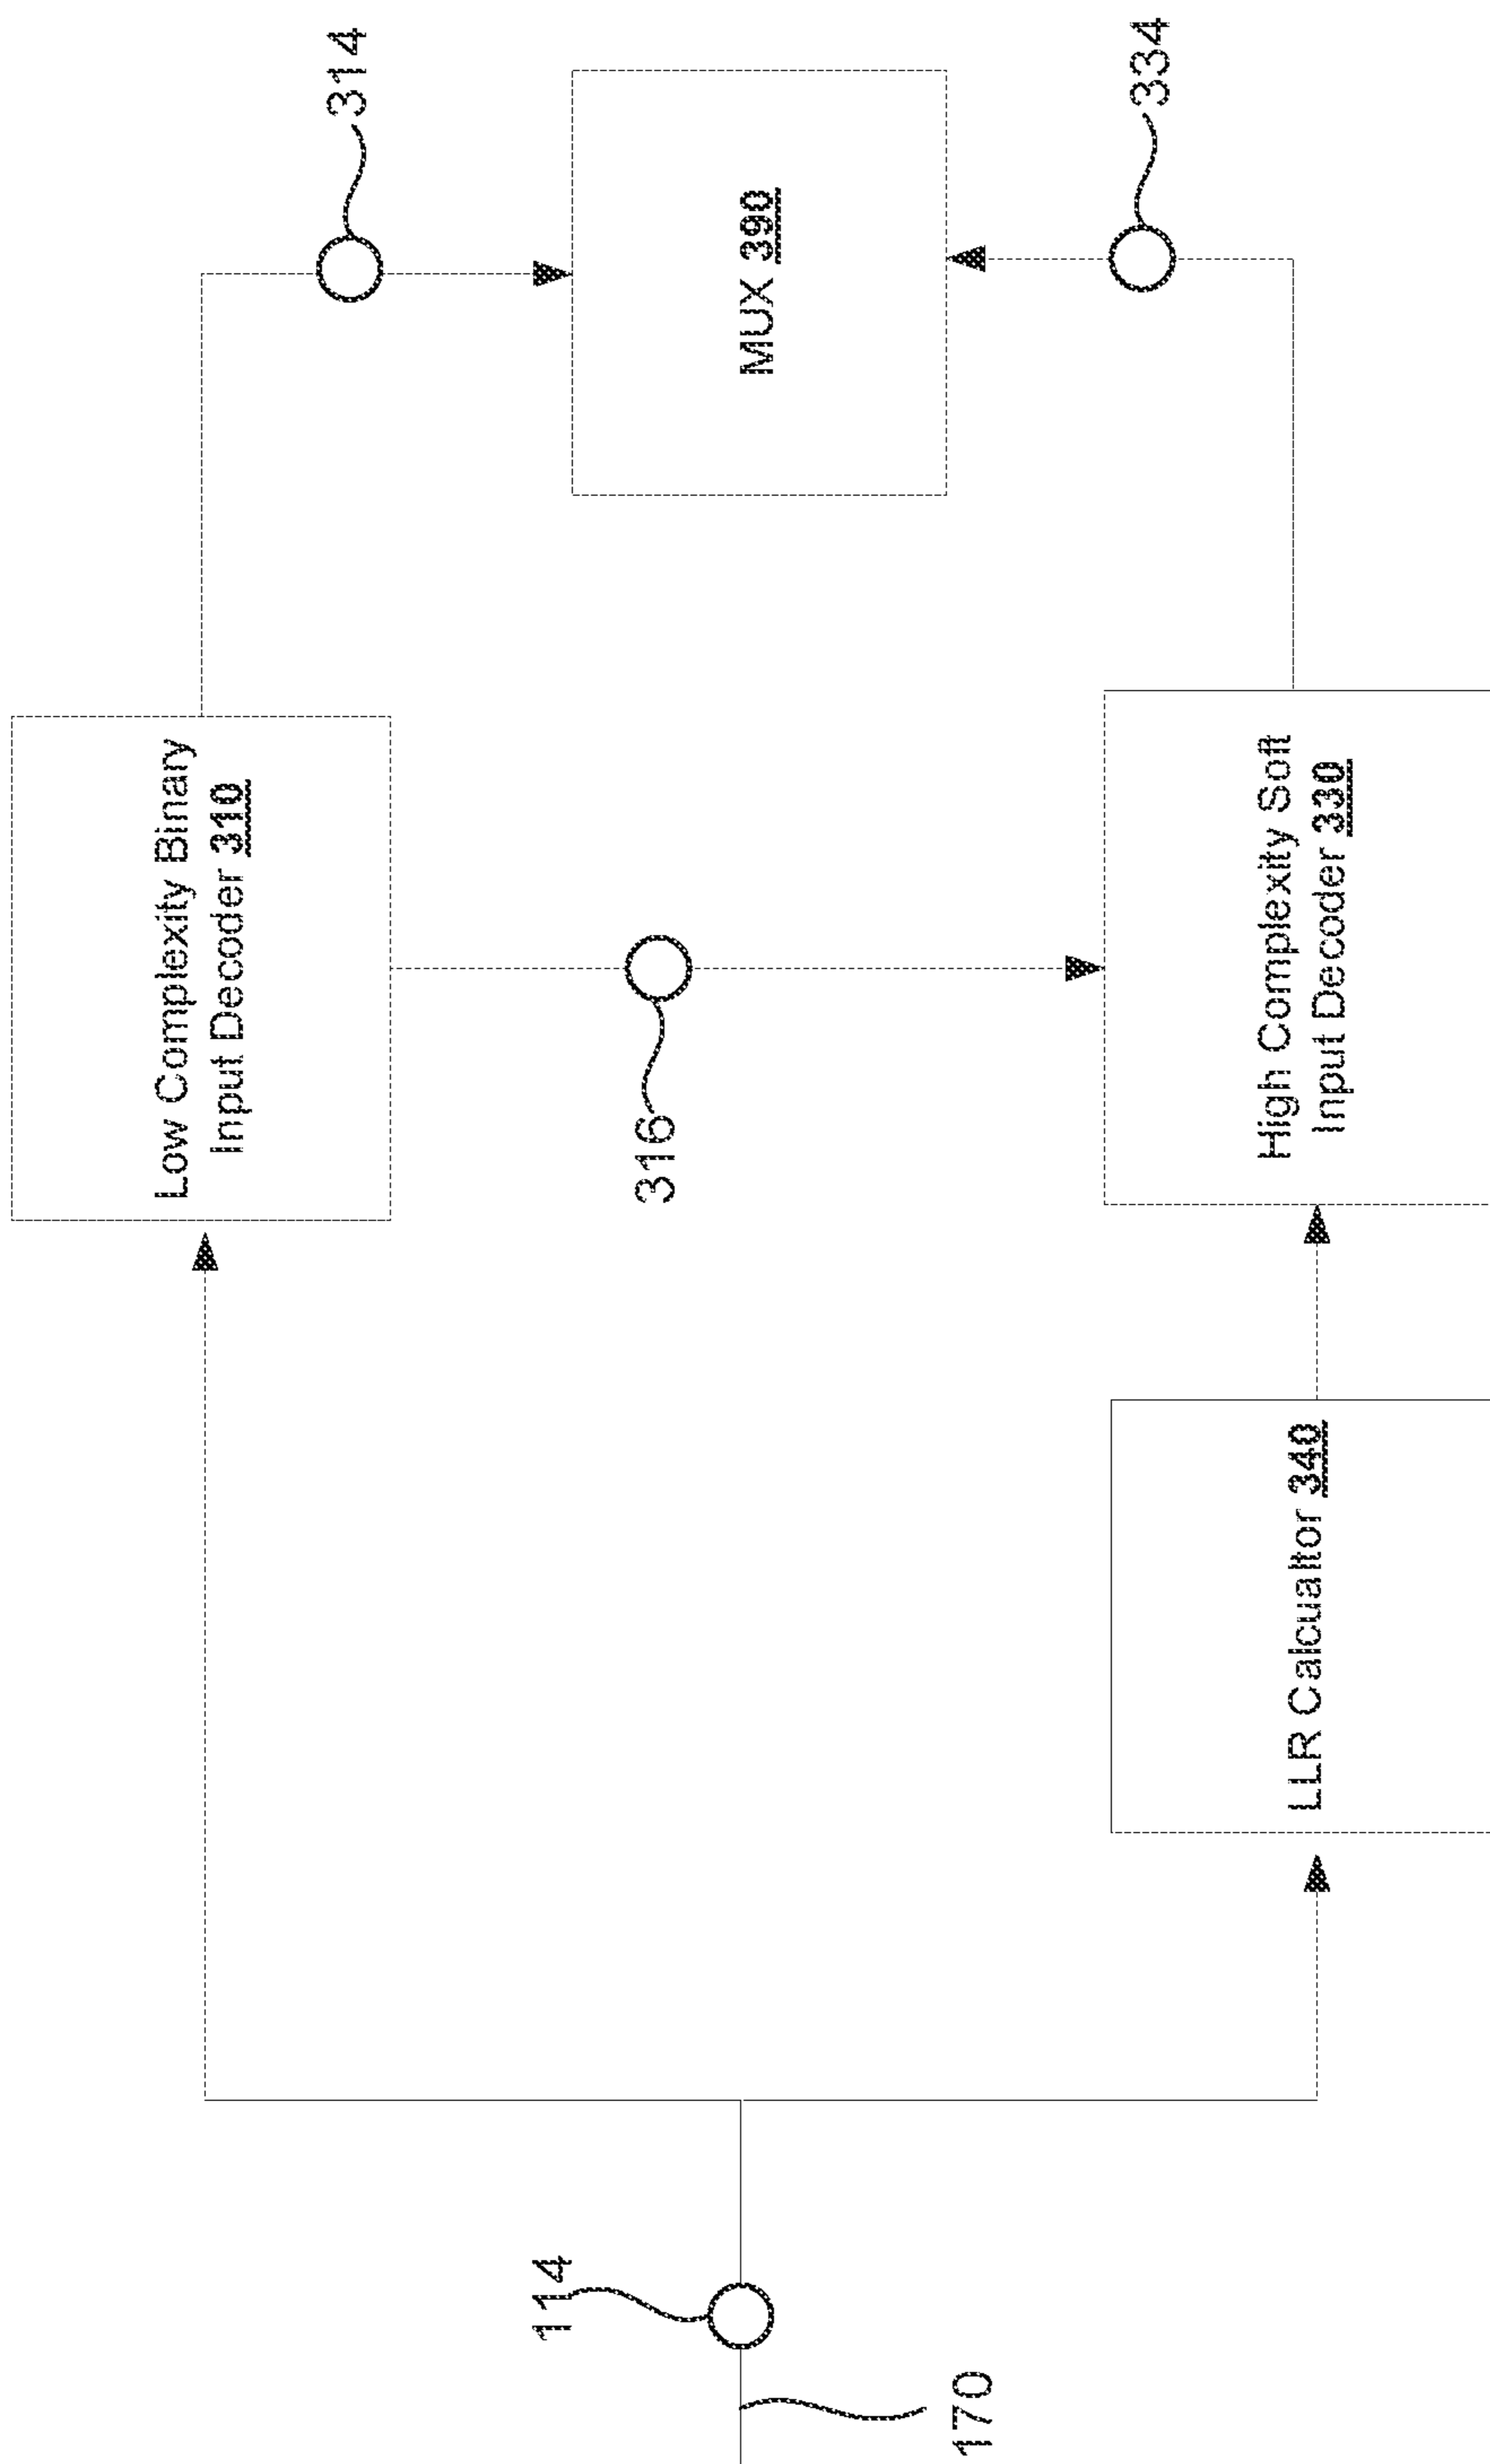 314
334
MUX 390
Low Complexity Binary
Input Decoder 310
316
High Complexity Soft
Input Decoder 330
LLR Calcualtor 340
114
170